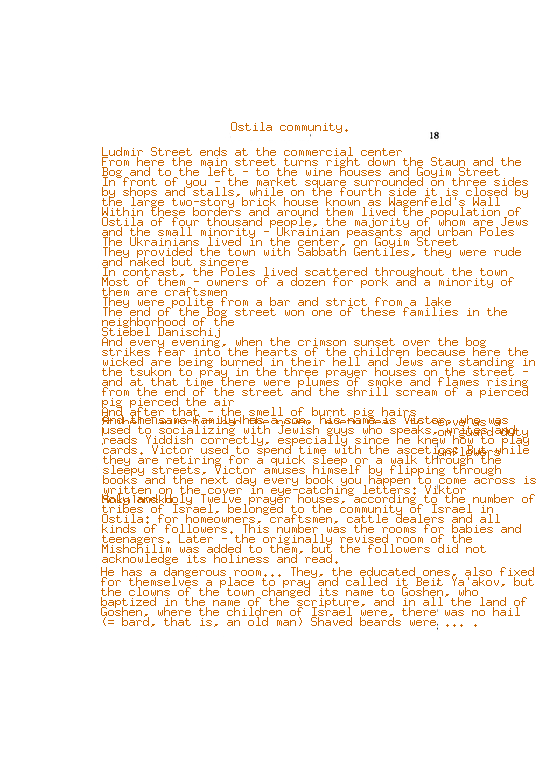 Ostila community.
18
Ludmir Street ends at the commercial center
From here the main street turns right down the Staun and the
Bog and to the left - to the wine houses and Goyim Street
In front of you - the market square surrounded on three sides
by shops and stalls, while on the fourth side it is closed by
the large two-story brick house known as Wagenfeld's Wall
Within these borders and around them lived the population of
Ostila of four thousand people, the majority of whom are Jews
and the small minority - Ukrainian peasants and urban Poles
The Ukrainians lived in the center, on Goyim Street
They provided the town with Sabbath Gentiles, they were rude
and naked but sincere
In contrast, the Poles lived scattered throughout the town
Most of them - owners of a dozen for pork and a minority of
them are craftsmen
They were polite from a bar and strict from a lake
The end of the Bog street won one of these families in the
neighborhood of the
Stiebel Danischij
And every evening, when the crimson sunset over the bog
strikes fear into the hearts of the children because here the
wicked are being burned in their hell and Jews are standing in
the tsukon to pray in the three prayer houses on the street -
and at that time there were plumes of smoke and flames rising
from the end of the street and the shrill scream of a pierced
pig pierced the air
And after that - the smell of burnt pig hairs
And the same family has a son, his name is Victor, who was
used to socializing with Jewish guys who speaks, writes and
reads Yiddish correctly, especially since he knew how to play
cards. Victor used to spend time with the ascetics. But while
they are retiring for a quick sleep or a walk through the
sleepy streets, Victor amuses himself by flipping through
books and the next day every book you happen to come across is
written on the cover in eye-catching letters: Viktor
Holy Twelve prayer houses, according to the number of
tribes of Israel, belonged to the community of Israel in
Ostila: for homeowners, craftsmen, cattle dealers and all
kinds of followers. This number was the rooms for babies and
teenagers. Later - the originally revised room of the
Mishchilim was added to them, but the followers did not
acknowledge its holiness and read.
He has a dangerous room... They, the educated ones, also fixed
for themselves a place to pray and called it Beit Ya'akov, but
the clowns of the town changed its name to Goshen, who
baptized in the name of the scripture, and in all the land of
Goshen, where the children of Israel were, there was no hail
(= bard, that is, an old man) Shaved beards were ... .